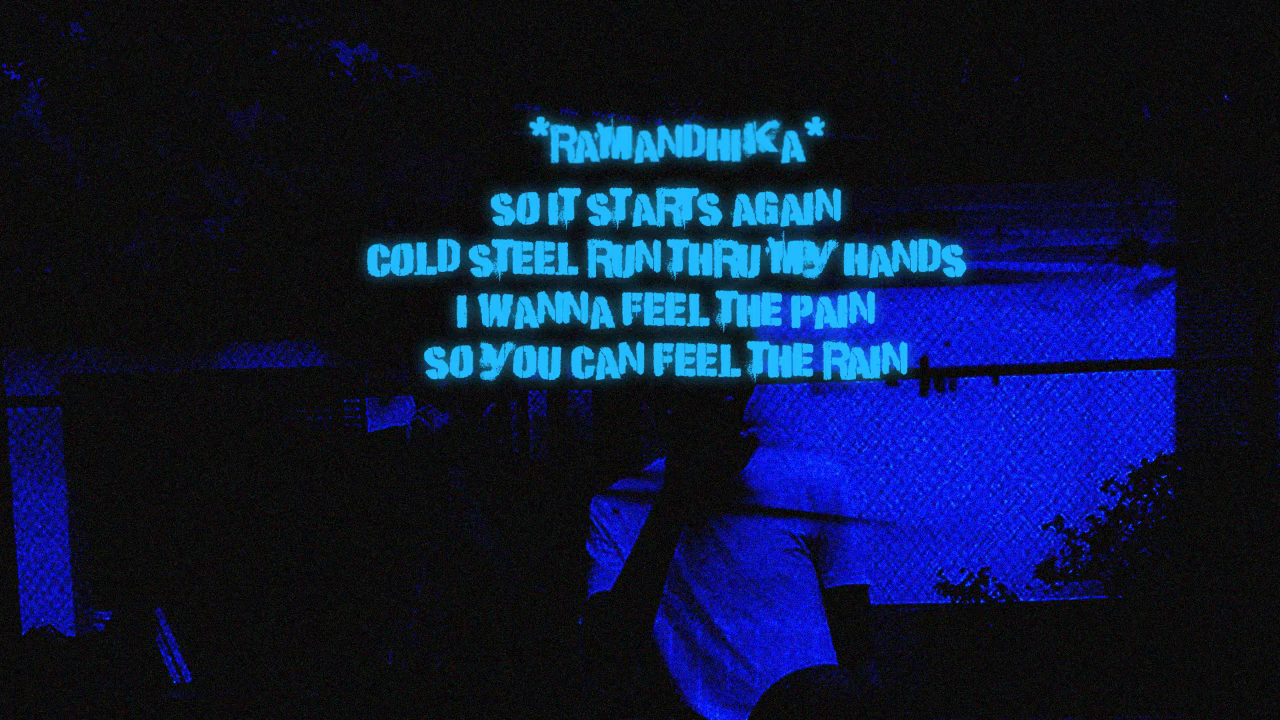 *RAMANDHIKA*
SO IT STARTS AGAIN
COLD STEEL RUN THRU MY HANDS
I WANNA FEEL THE PAIN
SO YOU CAN FEEL THE RAIN